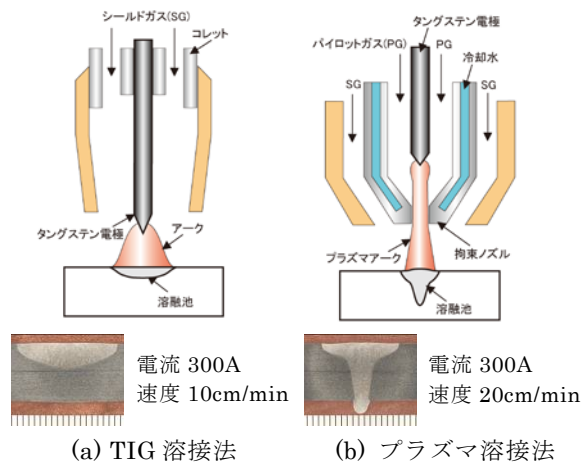 シールドガス(SG)
コレット
タングステン電極
アーク
溶融池
電流 300A
速度 10cm/min
(a) TIG 溶接法
タングステン電極
パイロットガス(PG)
PG
冷却水
SG
SG
プラズマアーク
拘束ノズル
溶融池
電流 300A
速度 20cm/min
(b) プラズマ溶接法